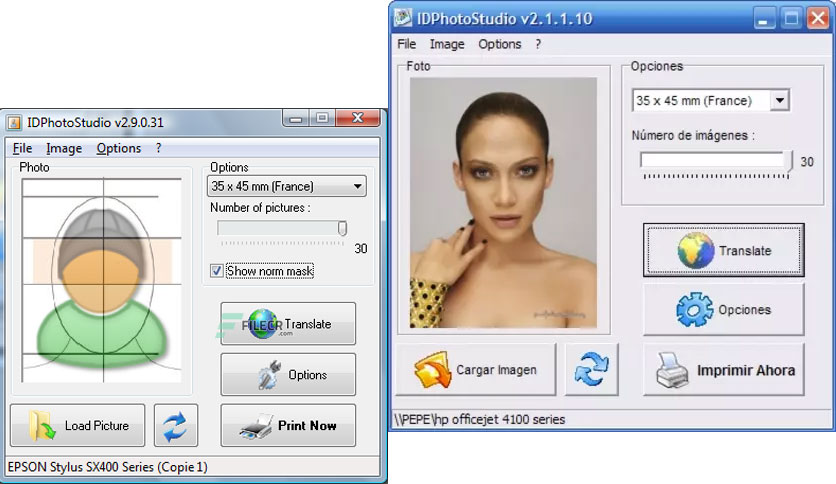 IDPhotoStudio v2.9.0.31
File Image Options ?
Photo
Options
35 x 45 mm (France)
Number of pictures :
30
Show norm mask
FILECR
.com
Translate
Options
Load Picture
Print Now
EPSON Stylus SX400 Series (Copie 1)
IDPhotoStudio v2.1.1.10
File Image Options ?
Foto
Opciones
35 x 45 mm (France)
Número de imágenes :
30
Translate
Opciones
Cargar Imagen
Imprimir Ahora
\\PEPE\hp officejet 4100 series